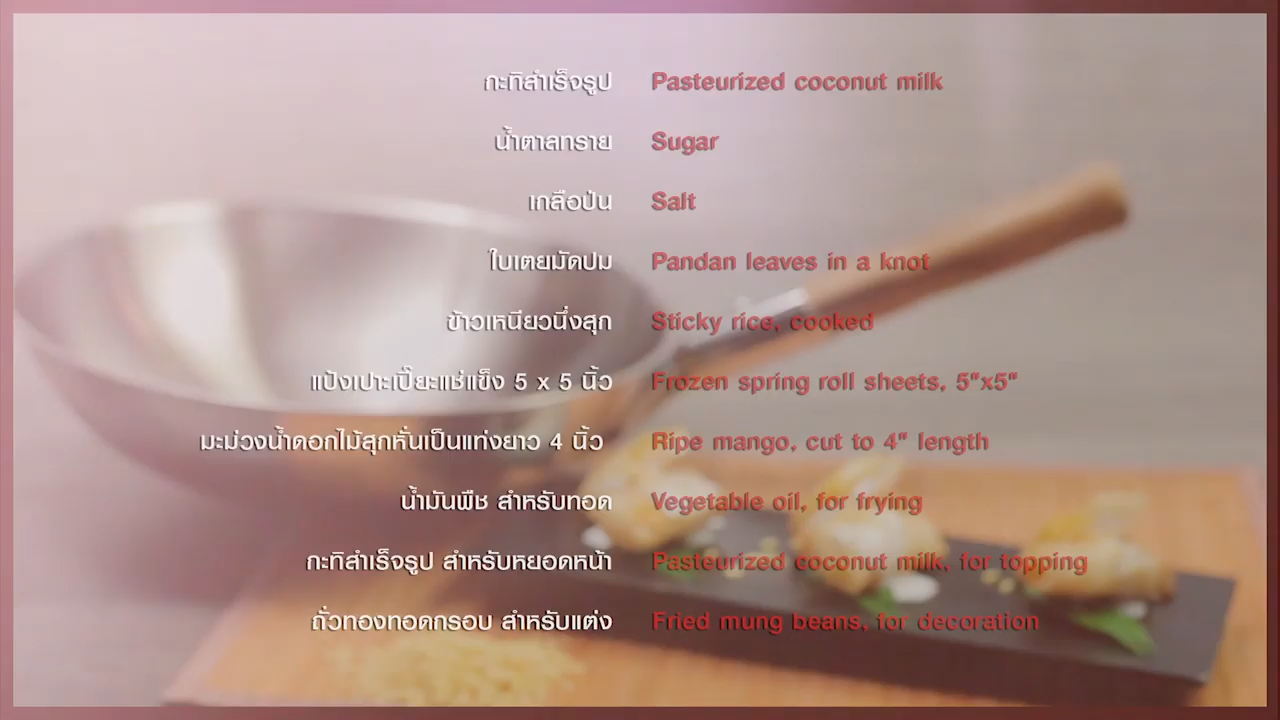 กะทิสำเร็จรูป Pasteurized coconut milk
น้ำตาลทราย Sugar
เกลือป่น Salt
ใบเตยมัดปม Pandan leaves in a knot
ข้าวเหนียวนึ่งสุก Sticky rice, cooked
แป้งเปาะเปี๊ยะแช่แข็ง 5 x 5 นิ้ว Frozen spring roll sheets, 5"x5"
มะม่วงน้ำดอกไม้สุกหั่นเป็นแท่งยาว 4 นิ้ว Ripe mango, cut to 4" length
น้ำมันพืช สำหรับทอด Vegetable oil, for frying
กะทิสำเร็จรูป สำหรับหยอดหน้า Pasteurized coconut milk, for topping
ถั่วทองทอดกรอบ สำหรับแต่ง Fried mung beans, for decoration